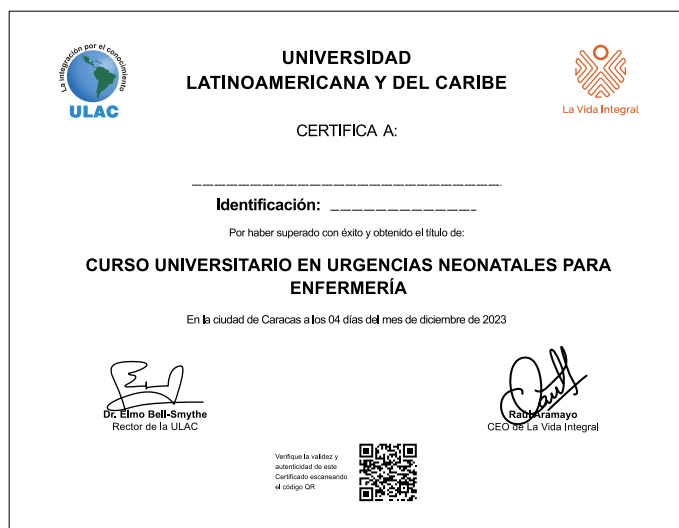 La integración por el conocimiento
ULAC
UNIVERSIDAD
LATINOAMERICANA Y DEL CARIBE
La Vida Integral
CERTIFICA A:
Identificación:
Por haber superado con éxito y obtenido el título de:
CURSO UNIVERSITARIO EN URGENCIAS NEONATALES PARA
ENFERMERÍA
En la ciudad de Caracas a los 04 días del mes de diciembre de 2023
Dr. Elmo Bell-Smythe
Rector de la ULAC
Raúl Aramayo
CEO de La Vida Integral
Verifique la validez y
autenticidad de este
Certificado escaneando
el código QR